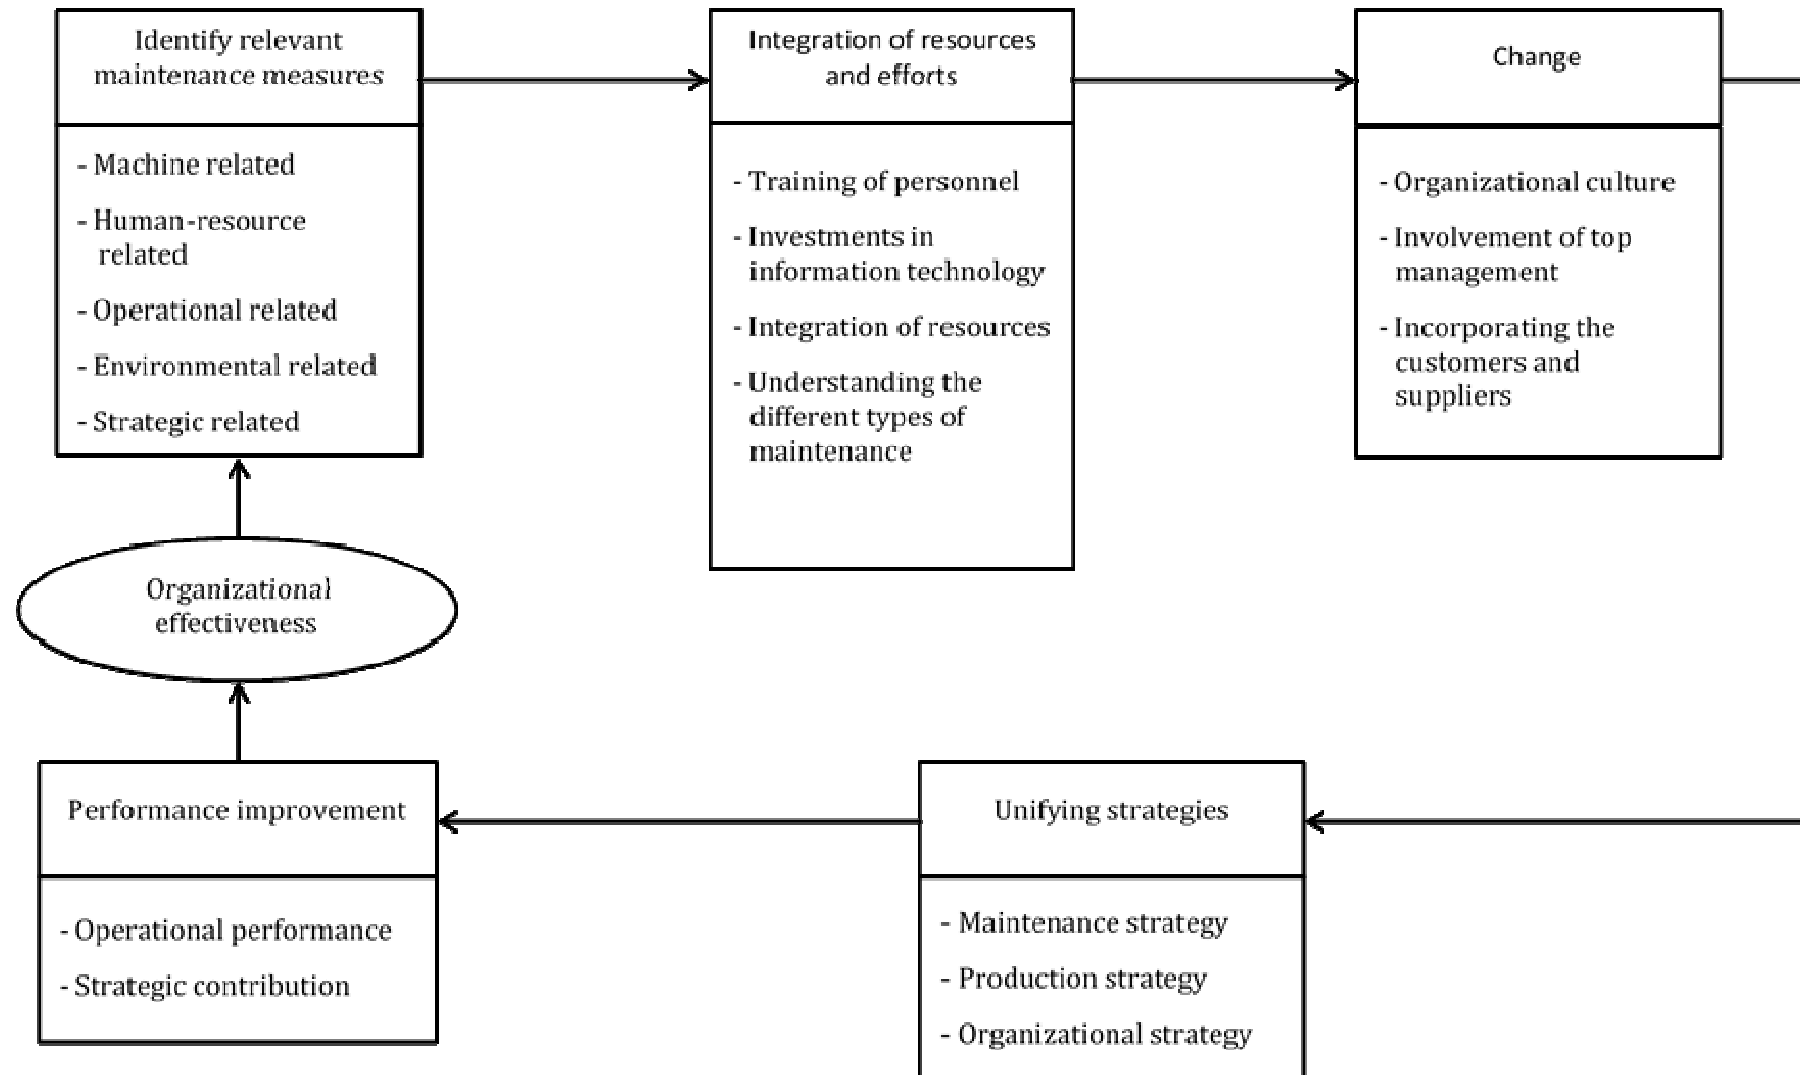 Identify relevant
maintenance measures
- Machine related
- Human-resource
related
- Operational related
- Environmental related
- Strategic related
Integration of resources
and efforts
- Training of personnel
- Investments in
information technology
- Integration of resources
- Understanding the
different types of
maintenance
Change
- Organizational culture
- Involvement of top
management
- Incorporating the
customers and
suppliers
Organizational
effectiveness
Performance improvement
- Operational performance
- Strategic contribution
Unifying strategies
- Maintenance strategy
- Production strategy
- Organizational strategy